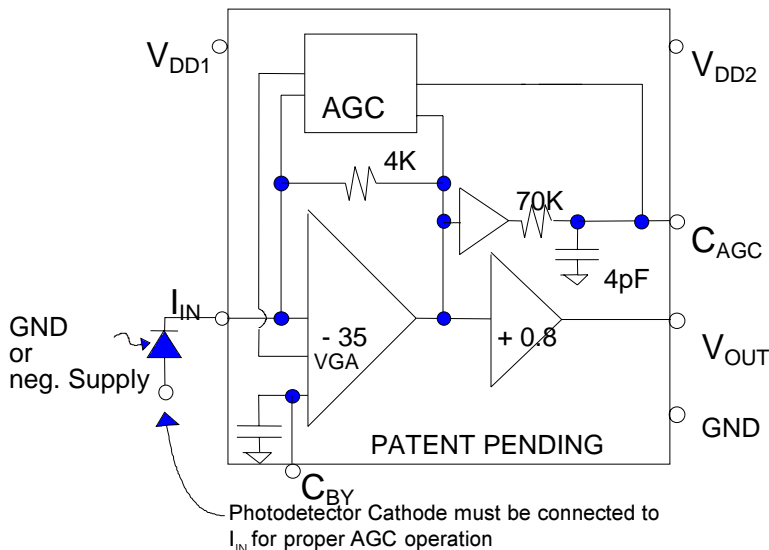 VDD1
VDD2
AGC
4K
70K
CAGC
4pF
IIN
GND
or
neg. Supply
- 35
VGA
+ 0.8
VOUT
GND
PATENT PENDING
CBY
Photodetector Cathode must be connected to
IIN for proper AGC operation